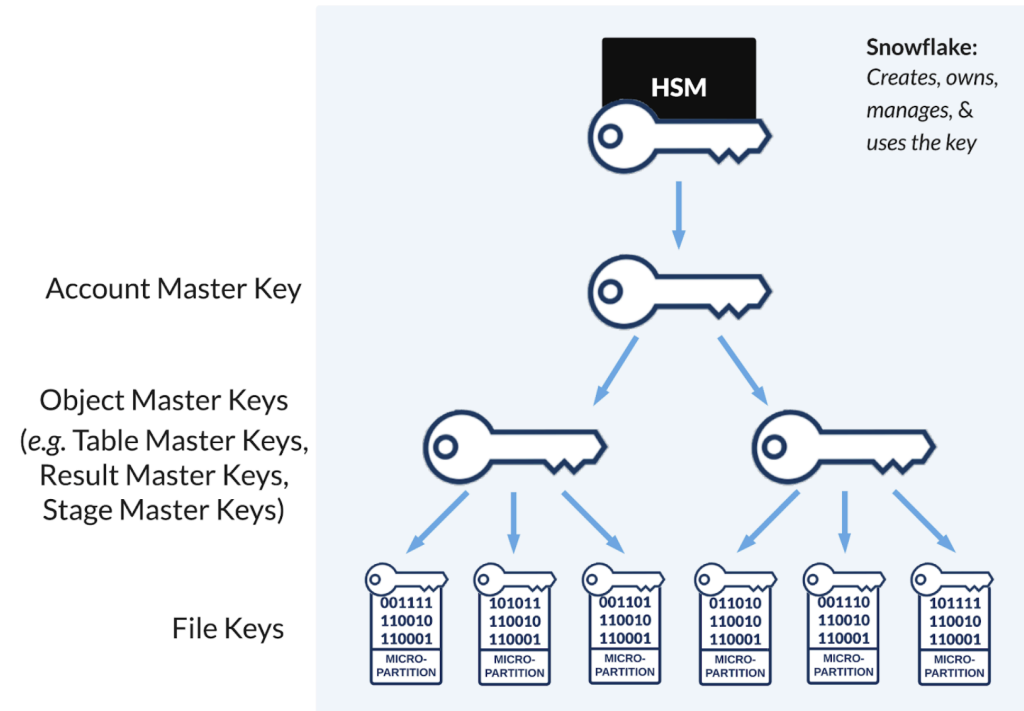 HSM
Snowflake:
Creates, owns,
manages, &
uses the key
Account Master Key
Object Master Keys
(e.g. Table Master Keys,
Result Master Keys,
Stage Master Keys)
File Keys
001111
110010
110001
MICRO-
PARTITION
101011
110010
110001
MICRO-
PARTITION
001101
110010
110001
MICRO-
PARTITION
011010
110010
110001
MICRO-
PARTITION
001110
110010
110001
MICRO-
PARTITION
101111
110010
110001
MICRO-
PARTITION